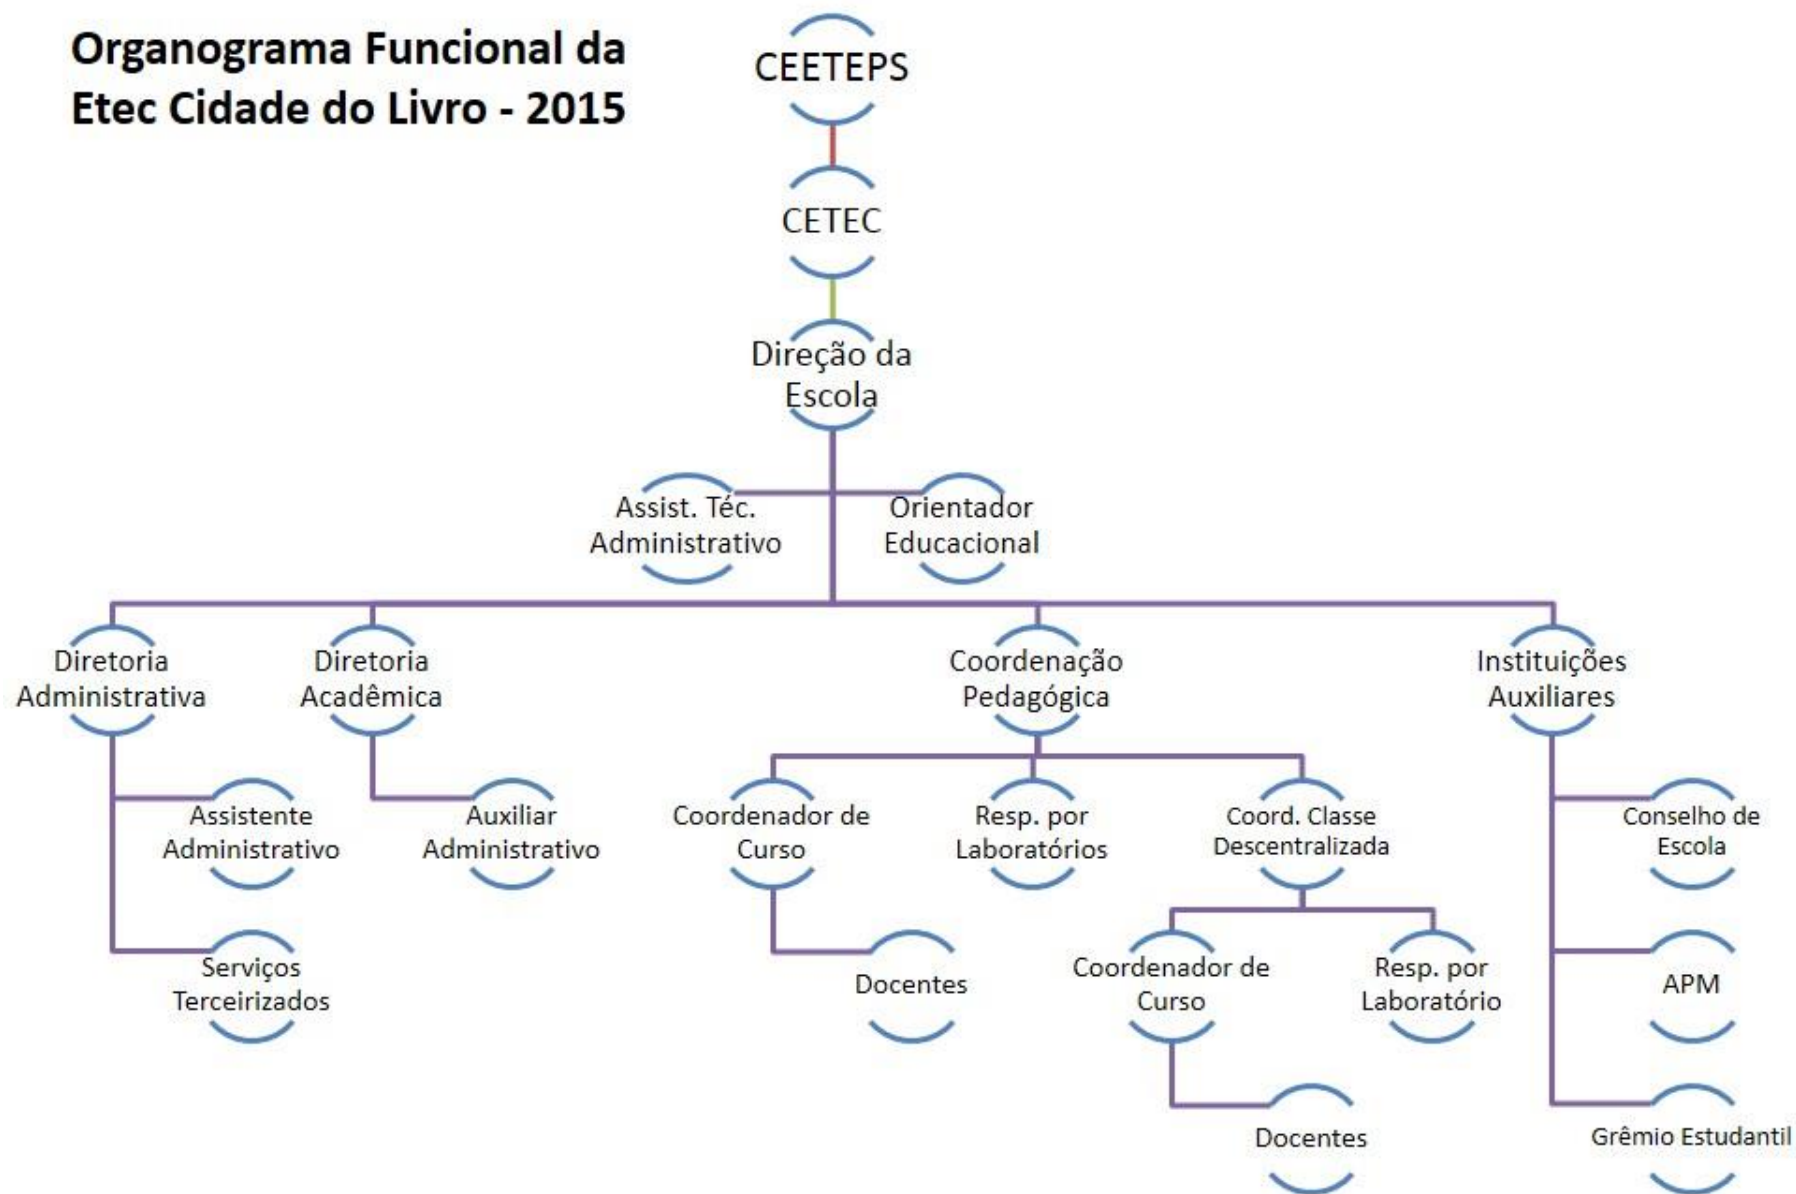 Organograma Funcional da
Etec Cidade do Livro - 2015
CEETEPS
CETEC
Direção da
Escola
Assist. Téc.
Administrativo
Orientador
Educacional
Diretoria
Administrativa
Diretoria
Acadêmica
Coordenação
Pedagógica
Instituições
Auxiliares
Assistente
Administrativo
Auxiliar
Administrativo
Coordenador de
Curso
Resp. por
Laboratórios
Coord. Classe
Descentralizada
Conselho de
Escola
Serviços
Terceirizados
Docentes
Coordenador de
Curso
Resp. por
Laboratório
APM
Docentes
Grêmio Estudantil